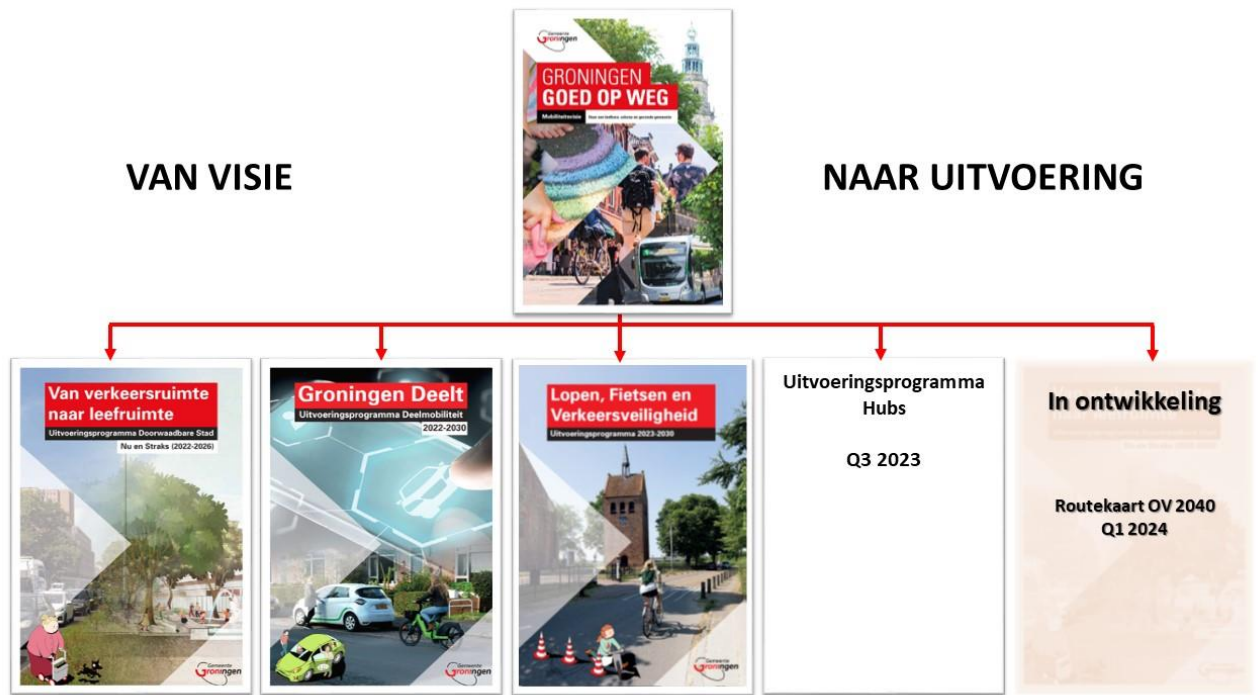 Gemeente
Groningen
GRONINGEN
GOED OP WEG
Mobiliteitsvisie
VAN VISIE
NAAR UITVOERING
Van verkeersruimte
naar leefruimte
Uitvoeringsprogramma Doorwaadbare Stad
Nu en Straks (2022-2026)
Gemeente
Groningen
Groningen Deelt
Uitvoeringsprogramma Deelmobiliteit
2022-2030
Gemeente
Groningen
Lopen, Fietsen en
Verkeersveiligheid
Uitvoeringsprogramma 2023-2030
Gemeente
Groningen
Uitvoeringsprogramma
Hubs
Q3 2023
In ontwikkeling
Routekaart OV 2040
Q1 2024